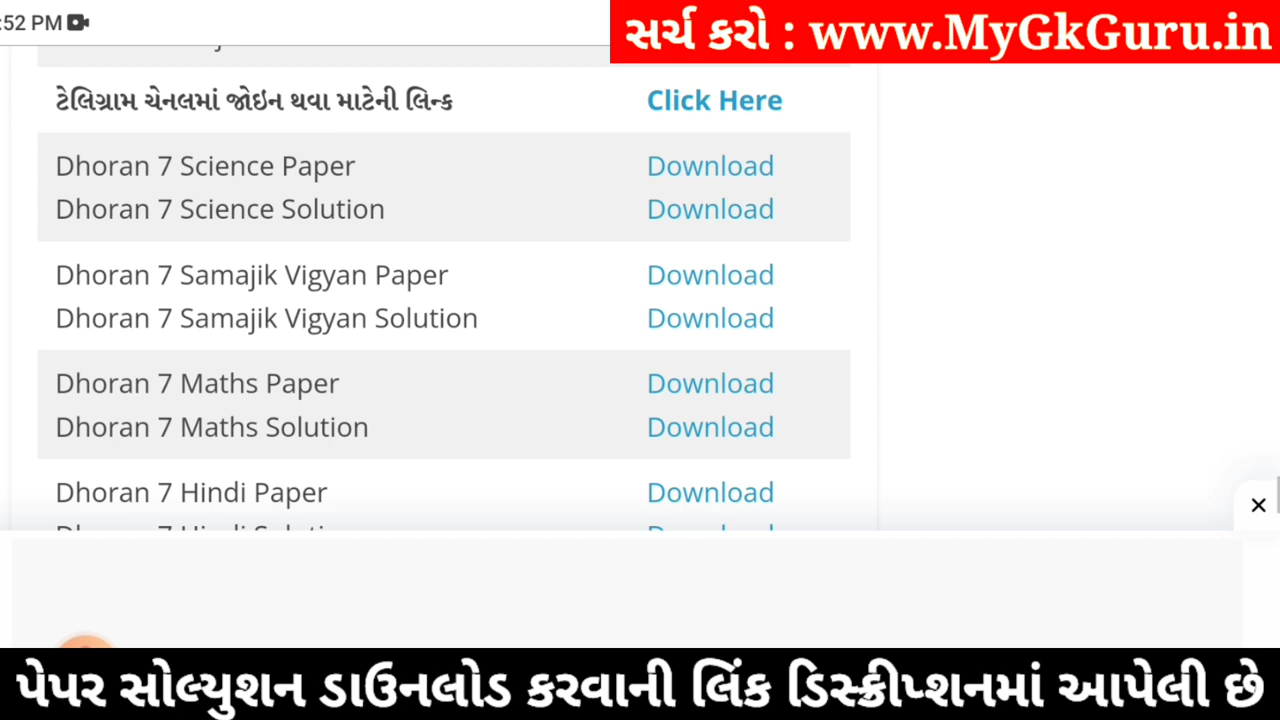 :52 PM
સર્ચ કરો : www.MyGkGuru.in
ટેલિગ્રામ ચેનલમાં જોઇન થવા માટેની લિન્ક Click Here
Dhoran 7 Science Paper Download
Dhoran 7 Science Solution Download
Dhoran 7 Samajik Vigyan Paper Download
Dhoran 7 Samajik Vigyan Solution Download
Dhoran 7 Maths Paper Download
Dhoran 7 Maths Solution Download
Dhoran 7 Hindi Paper Download
પેપર સોલ્યુશન ડાઉનલોડ કરવાની લિંક ડિસ્ક્રીપ્શનમાં આપેલી છે